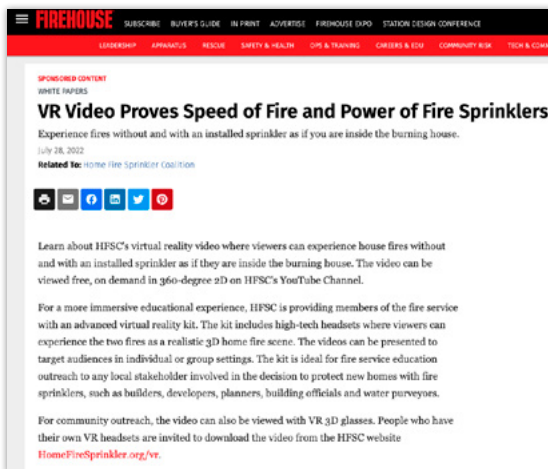 FIREHOUSE
SUBSCRIBE BUYER'S GUIDE IN PRINT ADVERTISE FIREHOUSE EXPO STATION DESIGN CONFERENCE
LEADERSHIP APPARATUS RESCUE SAFETY & HEALTH OPS & TRAINING CAREERS & EDU COMMUNITY RISK TECH & COMM
SPONSORED CONTENT
WHITE PAPERS
VR Video Proves Speed of Fire and Power of Fire Sprinklers
Experience fires without and with an installed sprinkler as if you are inside the burning house.
July 28, 2022
Related To: Home Fire Sprinkler Coalition
Learn about HFSC's virtual reality video where viewers can experience house fires without
and with an installed sprinkler as if they are inside the burning house. The video can be
viewed free, on demand in 360-degree 2D on HFSC's YouTube Channel.
For a more immersive educational experience, HFSC is providing members of the fire service
with an advanced virtual reality kit. The kit includes high-tech headsets where viewers can
experience the two fires as a realistic 3D home fire scene. The videos can be presented to
target audiences in individual or group settings. The kit is ideal for fire service education
outreach to any local stakeholder involved in the decision to protect new homes with fire
sprinklers, such as builders, developers, planners, building officials and water purveyors.
For community outreach, the video can also be viewed with VR 3D glasses. People who have
their own VR headsets are invited to download the video from the HFSC website
HomeFireSprinkler.org/vr.